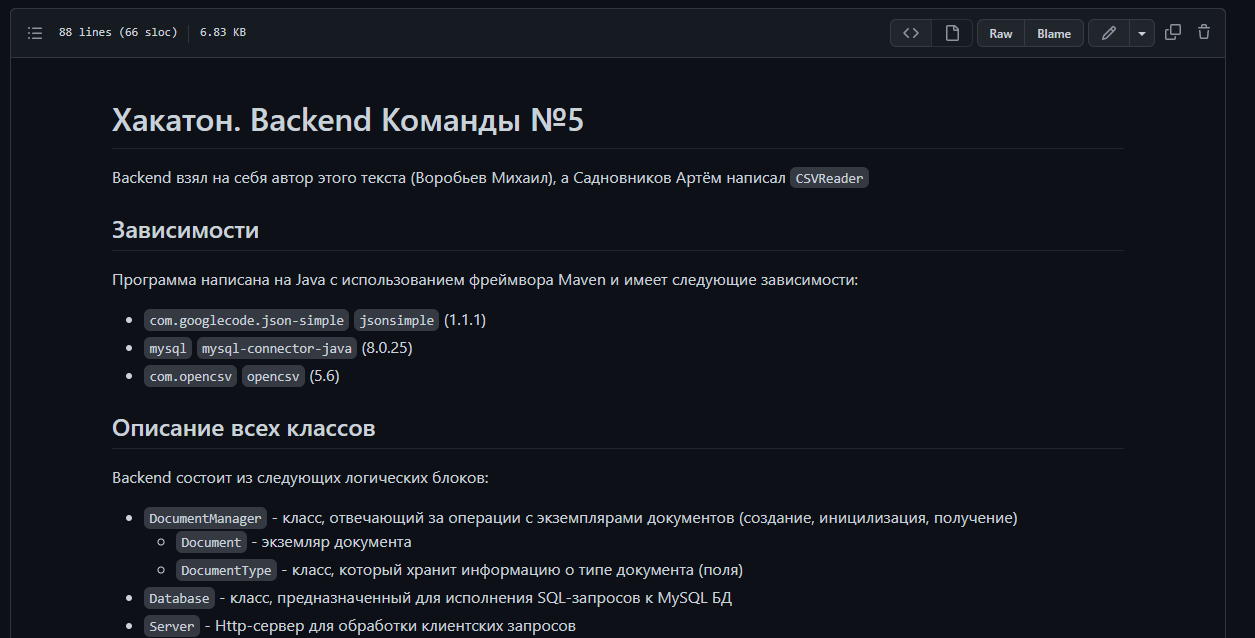 88 lines (66 sloc) 6.83 KB Raw Blame
Хакатон. Backend Команды №5
Backend взял на себя автор этого текста (Воробьев Михаил), а Садновников Артём написал CSVReader
Зависимости
Программа написана на Java с использованием фреймвора Maven и имеет следующие зависимости:
com.googlecode.json-simple jsonsimple (1.1.1)
mysql mysql-connector-java (8.0.25)
com.opencsv opencsv (5.6)
Описание всех классов
Backend состоит из следующих логических блоков:
DocumentManager - класс, отвечающий за операции с экземплярами документов (создание, иницилизация, получение)
Document - экземляр документа
DocumentType - класс, который хранит информацию о типе документа (поля)
Database - класс, предназначенный для исполнения SQL-запросов к MySQL БД
Server - Http-сервер для обработки клиентских запросов